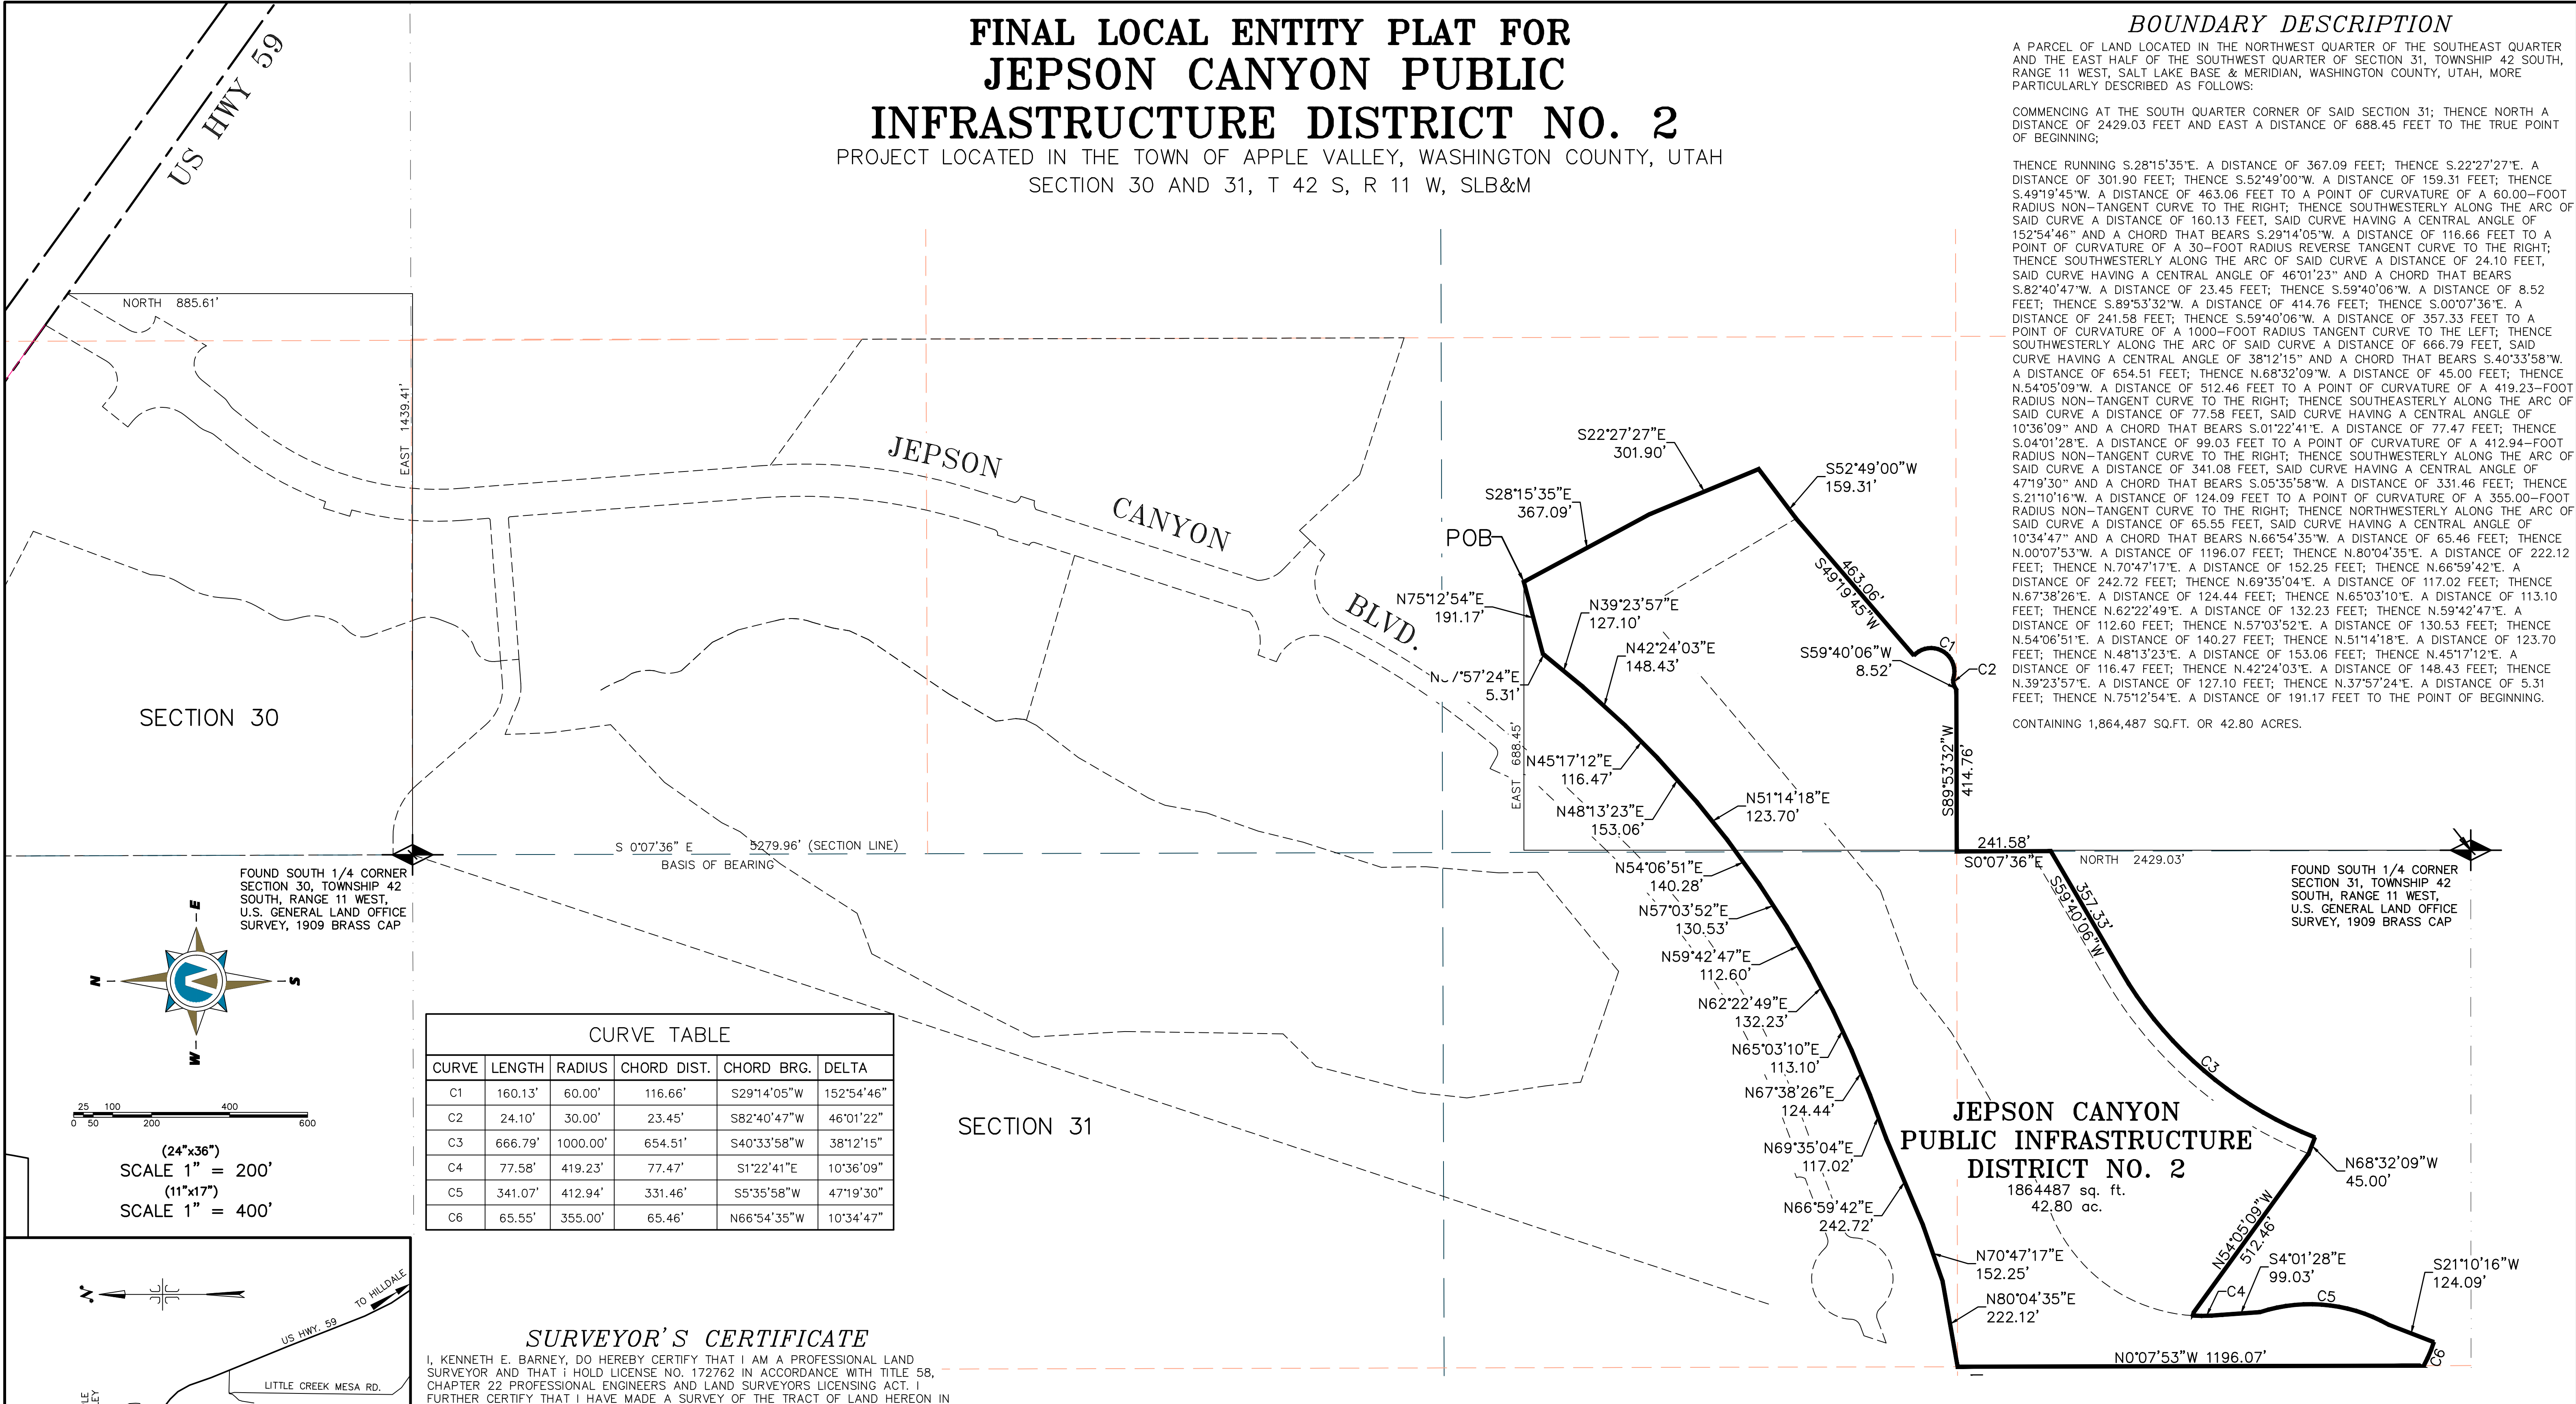 FINAL LOCAL ENTITY PLAT FOR
JEPSON CANYON PUBLIC
INFRASTRUCTURE DISTRICT NO. 2
PROJECT LOCATED IN THE TOWN OF APPLE VALLEY, WASHINGTON COUNTY, UTAH
SECTION 30 AND 31, T 42 S, R 11 W, SLB&M
BOUNDARY DESCRIPTION
A PARCEL OF LAND LOCATED IN THE NORTHWEST QUARTER OF THE SOUTHEAST QUARTER
AND THE EAST HALF OF THE SOUTHWEST QUARTER OF SECTION 31, TOWNSHIP 42 SOUTH,
RANGE 11 WEST, SALT LAKE BASE & MERIDIAN, WASHINGTON COUNTY, UTAH, MORE
PARTICULARLY DESCRIBED AS FOLLOWS:
COMMENCING AT THE SOUTH QUARTER CORNER OF SAID SECTION 31; THENCE NORTH A
DISTANCE OF 2429.03 FEET AND EAST A DISTANCE OF 688.45 FEET TO THE TRUE POINT
OF BEGINNING;
THENCE RUNNING S.28°15'35"E. A DISTANCE OF 367.09 FEET; THENCE S.22°27'27"E. A
DISTANCE OF 301.90 FEET; THENCE S.52°49'00"W. A DISTANCE OF 159.31 FEET; THENCE
S.49°19'45"W. A DISTANCE OF 463.06 FEET TO A POINT OF CURVATURE OF A 60.00-FOOT
RADIUS NON-TANGENT CURVE TO THE RIGHT; THENCE SOUTHWESTERLY ALONG THE ARC OF
SAID CURVE A DISTANCE OF 160.13 FEET, SAID CURVE HAVING A CENTRAL ANGLE OF
152°54'46" AND A CHORD THAT BEARS S.29°14'05"W. A DISTANCE OF 116.66 FEET TO A
POINT OF CURVATURE OF A 30-FOOT RADIUS REVERSE TANGENT CURVE TO THE RIGHT;
THENCE SOUTHWESTERLY ALONG THE ARC OF SAID CURVE A DISTANCE OF 24.10 FEET,
SAID CURVE HAVING A CENTRAL ANGLE OF 46°01'23" AND A CHORD THAT BEARS
S.82°40'47"W. A DISTANCE OF 23.45 FEET; THENCE S.59°40'06"W. A DISTANCE OF 8.52
FEET; THENCE S.89°53'32"W. A DISTANCE OF 414.76 FEET; THENCE S.00°07'36"E. A
DISTANCE OF 241.58 FEET; THENCE S.59°40'06"W. A DISTANCE OF 357.33 FEET TO A
POINT OF CURVATURE OF A 1000-FOOT RADIUS TANGENT CURVE TO THE LEFT; THENCE
SOUTHWESTERLY ALONG THE ARC OF SAID CURVE A DISTANCE OF 666.79 FEET, SAID
CURVE HAVING A CENTRAL ANGLE OF 38°12'15" AND A CHORD THAT BEARS S.40°33'58"W.
A DISTANCE OF 654.51 FEET; THENCE N.68°32'09"W. A DISTANCE OF 45.00 FEET; THENCE
N.54°05'09"W. A DISTANCE OF 512.46 FEET TO A POINT OF CURVATURE OF A 419.23-FOOT
RADIUS NON-TANGENT CURVE TO THE RIGHT; THENCE SOUTHEASTERLY ALONG THE ARC OF
SAID CURVE A DISTANCE OF 77.58 FEET, SAID CURVE HAVING A CENTRAL ANGLE OF
10°36'09" AND A CHORD THAT BEARS S.01°22'41"E. A DISTANCE OF 77.47 FEET; THENCE
S.04°01'28"E. A DISTANCE OF 99.03 FEET TO A POINT OF CURVATURE OF A 412.94-FOOT
RADIUS NON-TANGENT CURVE TO THE RIGHT; THENCE SOUTHWESTERLY ALONG THE ARC OF
SAID CURVE A DISTANCE OF 341.08 FEET, SAID CURVE HAVING A CENTRAL ANGLE OF
47°19'30" AND A CHORD THAT BEARS S.05°35'58"W. A DISTANCE OF 331.46 FEET; THENCE
S.21°10'16"W. A DISTANCE OF 124.09 FEET TO A POINT OF CURVATURE OF A 355.00-FOOT
RADIUS NON-TANGENT CURVE TO THE RIGHT; THENCE NORTHWESTERLY ALONG THE ARC OF
SAID CURVE A DISTANCE OF 65.55 FEET, SAID CURVE HAVING A CENTRAL ANGLE OF
10°34'47" AND A CHORD THAT BEARS N.66°54'35"W. A DISTANCE OF 65.46 FEET; THENCE
N.00°07'53"W. A DISTANCE OF 1196.07 FEET; THENCE N.80°04'35"E. A DISTANCE OF 222.12
FEET; THENCE N.70°47'17"E. A DISTANCE OF 152.25 FEET; THENCE N.66°59'42"E. A
DISTANCE OF 242.72 FEET; THENCE N.69°35'04"E. A DISTANCE OF 117.02 FEET; THENCE
N.67°38'26"E. A DISTANCE OF 124.44 FEET; THENCE N.65°03'10"E. A DISTANCE OF 113.10
FEET; THENCE N.62°22'49"E. A DISTANCE OF 132.23 FEET; THENCE N.59°42'47"E. A
DISTANCE OF 112.60 FEET; THENCE N.57°03'52"E. A DISTANCE OF 130.53 FEET; THENCE
N.54°06'51"E. A DISTANCE OF 140.27 FEET; THENCE N.51°14'18"E. A DISTANCE OF 123.70
FEET; THENCE N.48°13'23"E. A DISTANCE OF 153.06 FEET; THENCE N.45°17'12"E. A
DISTANCE OF 116.47 FEET; THENCE N.42°24'03"E. A DISTANCE OF 148.43 FEET; THENCE
N.39°23'57"E. A DISTANCE OF 127.10 FEET; THENCE N.37°57'24"E. A DISTANCE OF 5.31
FEET; THENCE N.75°12'54"E. A DISTANCE OF 191.17 FEET TO THE POINT OF BEGINNING.
CONTAINING 1,864,487 SQ.FT. OR 42.80 ACRES.
US HWY 59
NORTH 885.61'
EAST 1439.41'
JEPSON
CANYON
BLVD.
SECTION 30
S 0°07'36" E 5279.96' (SECTION LINE)
BASIS OF BEARING
FOUND SOUTH 1/4 CORNER
SECTION 30, TOWNSHIP 42
SOUTH, RANGE 11 WEST,
U.S. GENERAL LAND OFFICE
SURVEY, 1909 BRASS CAP
E
N
S
W
25 100 400
0 50 200 600
(24"x36")
SCALE 1" = 200'
(11"x17")
SCALE 1" = 400'
CURVE TABLE
CURVE LENGTH RADIUS CHORD DIST. CHORD BRG. DELTA
C1 160.13' 60.00' 116.66' S29°14'05"W 152°54'46"
C2 24.10' 30.00' 23.45' S82°40'47"W 46°01'22"
C3 666.79' 1000.00' 654.51' S40°33'58"W 38°12'15"
C4 77.58' 419.23' 77.47' S1°22'41"E 10°36'09"
C5 341.07' 412.94' 331.46' S5°35'58"W 47°19'30"
C6 65.55' 355.00' 65.46' N66°54'35"W 10°34'47"
SECTION 31
S22°27'27"E
301.90'
S52°49'00"W
159.31'
S28°15'35"E
367.09'
POB
463.06'
S49°19'45"W
N75°12'54"E
191.17'
N39°23'57"E
127.10'
N42°24'03"E
148.43'
C1
S59°40'06"W
8.52'
C2
57'24"E
5.31'
EAST 688.45'
S89°53'32"W
414.76'
N45°17'12"E
116.47'
N51°14'18"E
123.70'
N48°13'23"E
153.06'
241.58'
S0°07'36"E
NORTH 2429.03'
FOUND SOUTH 1/4 CORNER
SECTION 31, TOWNSHIP 42
SOUTH, RANGE 11 WEST,
U.S. GENERAL LAND OFFICE
SURVEY, 1909 BRASS CAP
N54°06'51"E
140.28'
357.33'
S59°40'06"W
N57°03'52"E
130.53'
N59°42'47"E
112.60'
N62°22'49"E
132.23'
N65°03'10"E
113.10'
C3
N67°38'26"E
124.44'
JEPSON CANYON
PUBLIC INFRASTRUCTURE
DISTRICT NO. 2
1864487 sq. ft.
42.80 ac.
N69°35'04"E
117.02'
N68°32'09"W
45.00'
N66°59'42"E
242.72'
N54°05'09"W
512.46'
N70°47'17"E
152.25'
S4°01'28"E
99.03'
S21°10'16"W
124.09'
N80°04'35"E
222.12'
C4
C5
C6
N0°07'53"W 1196.07'
N
TO HILLDALE
US HWY. 59
LITTLE CREEK MESA RD.
SURVEYOR'S CERTIFICATE
I, KENNETH E. BARNEY, DO HEREBY CERTIFY THAT I AM A PROFESSIONAL LAND
SURVEYOR AND THAT i HOLD LICENSE NO. 172762 IN ACCORDANCE WITH TITLE 58,
CHAPTER 22 PROFESSIONAL ENGINEERS AND LAND SURVEYORS LICENSING ACT. I
FURTHER CERTIFY THAT I HAVE MADE A SURVEY OF THE TRACT OF LAND HEREON IN